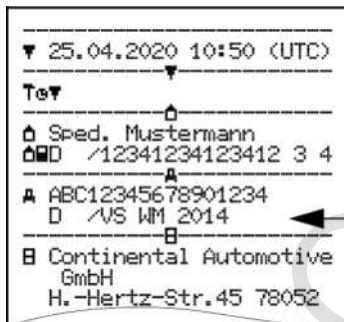 ▼ 25.04.2020 10:50 (UTC)
T⊙▼
Sped. Mustermann
D /12341234123412 3 4
ABC12345678901234
D /VS WM 2014
Continental Automotive
GmbH
H.-Hertz-Str.45 78052